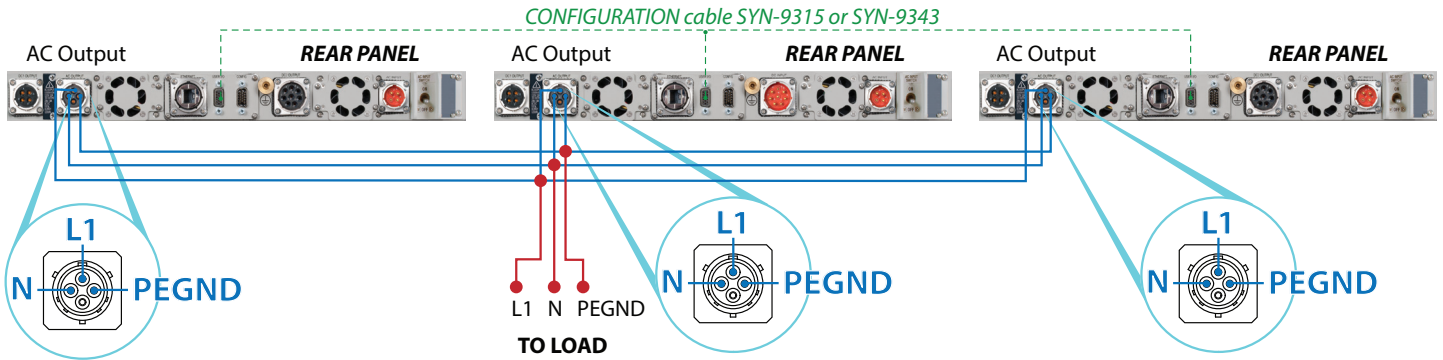 CONFIGURATION cable SYN-9315 or SYN-9343
AC Output
REAR PANEL
AC Output
REAR PANEL
AC Output
REAR PANEL
L1
N
PEGND
L1 N PEGND
TO LOAD
L1
N
PEGND
L1
N
PEGND